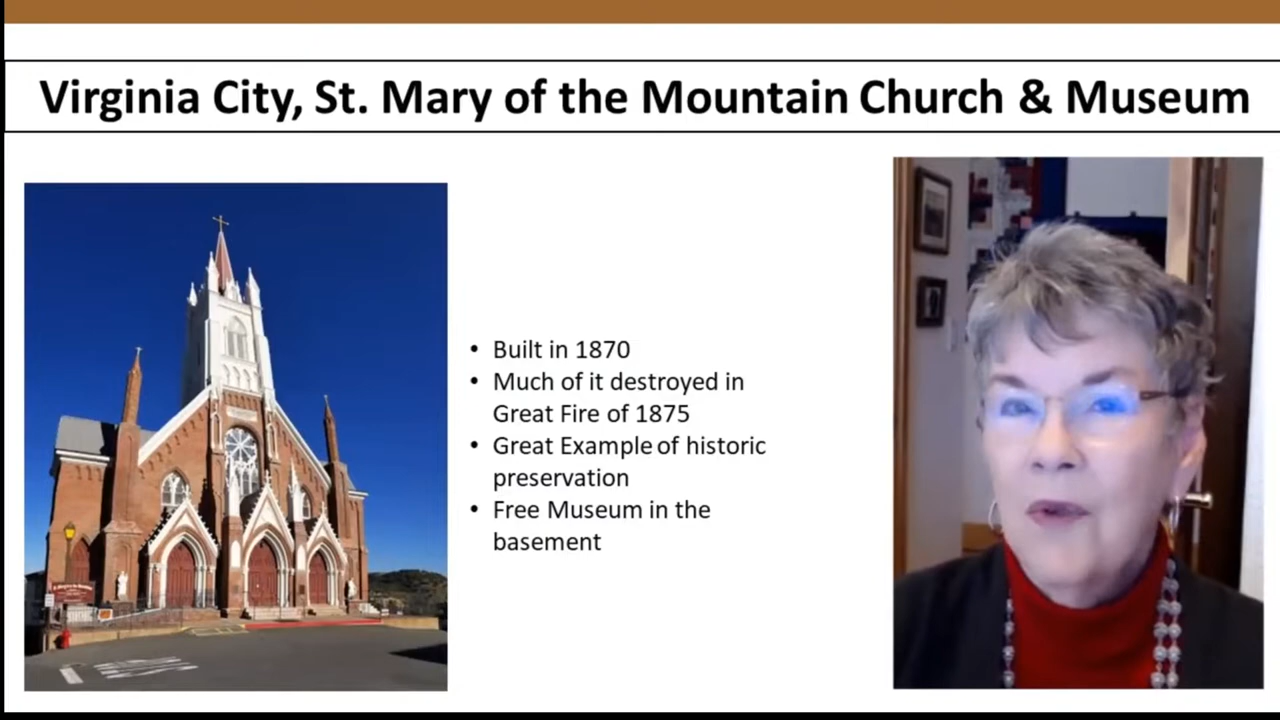 Virginia City, St. Mary of the Mountain Church & Museum
• Built in 1870
• Much of it destroyed in
Great Fire of 1875
• Great Example of historic
preservation
• Free Museum in the
basement